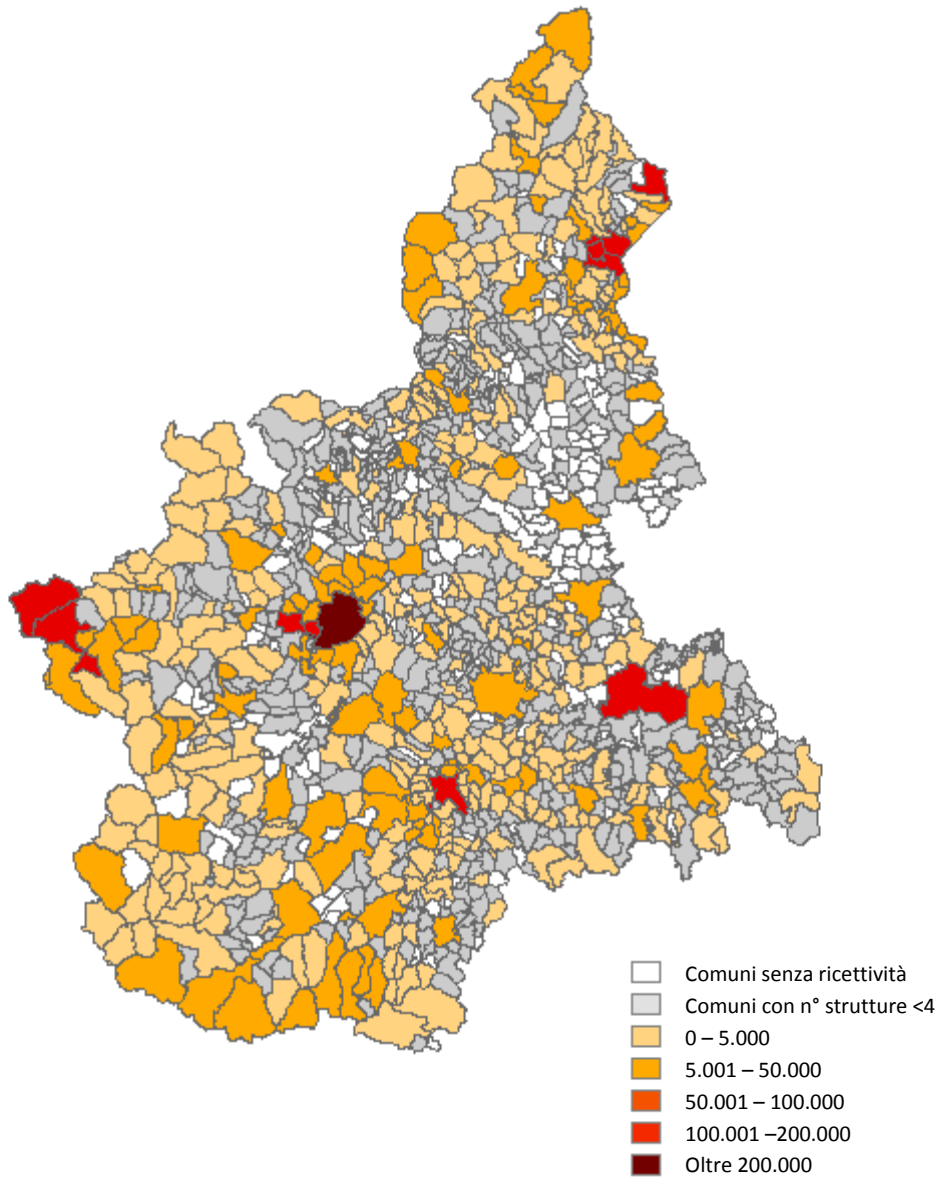 Comuni senza ricettività
Comuni con n° strutture <4
0 – 5.000
5.001 – 50.000
50.001 – 100.000
100.001 –200.000
Oltre 200.000